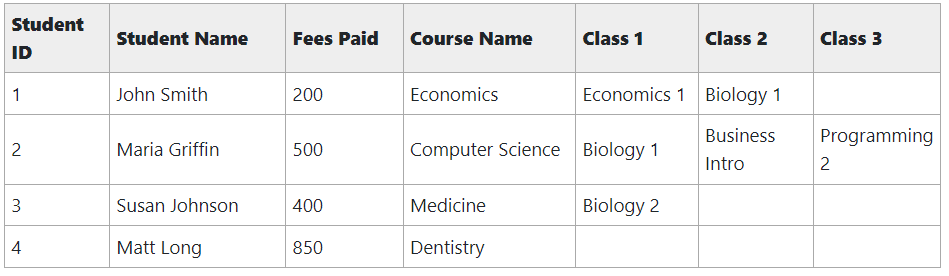 Student ID Student Name Fees Paid Course Name Class 1 Class 2 Class 3
1 John Smith 200 Economics Economics 1 Biology 1
2 Maria Griffin 500 Computer Science Biology 1 Business Intro Programming 2
3 Susan Johnson 400 Medicine Biology 2
4 Matt Long 850 Dentistry